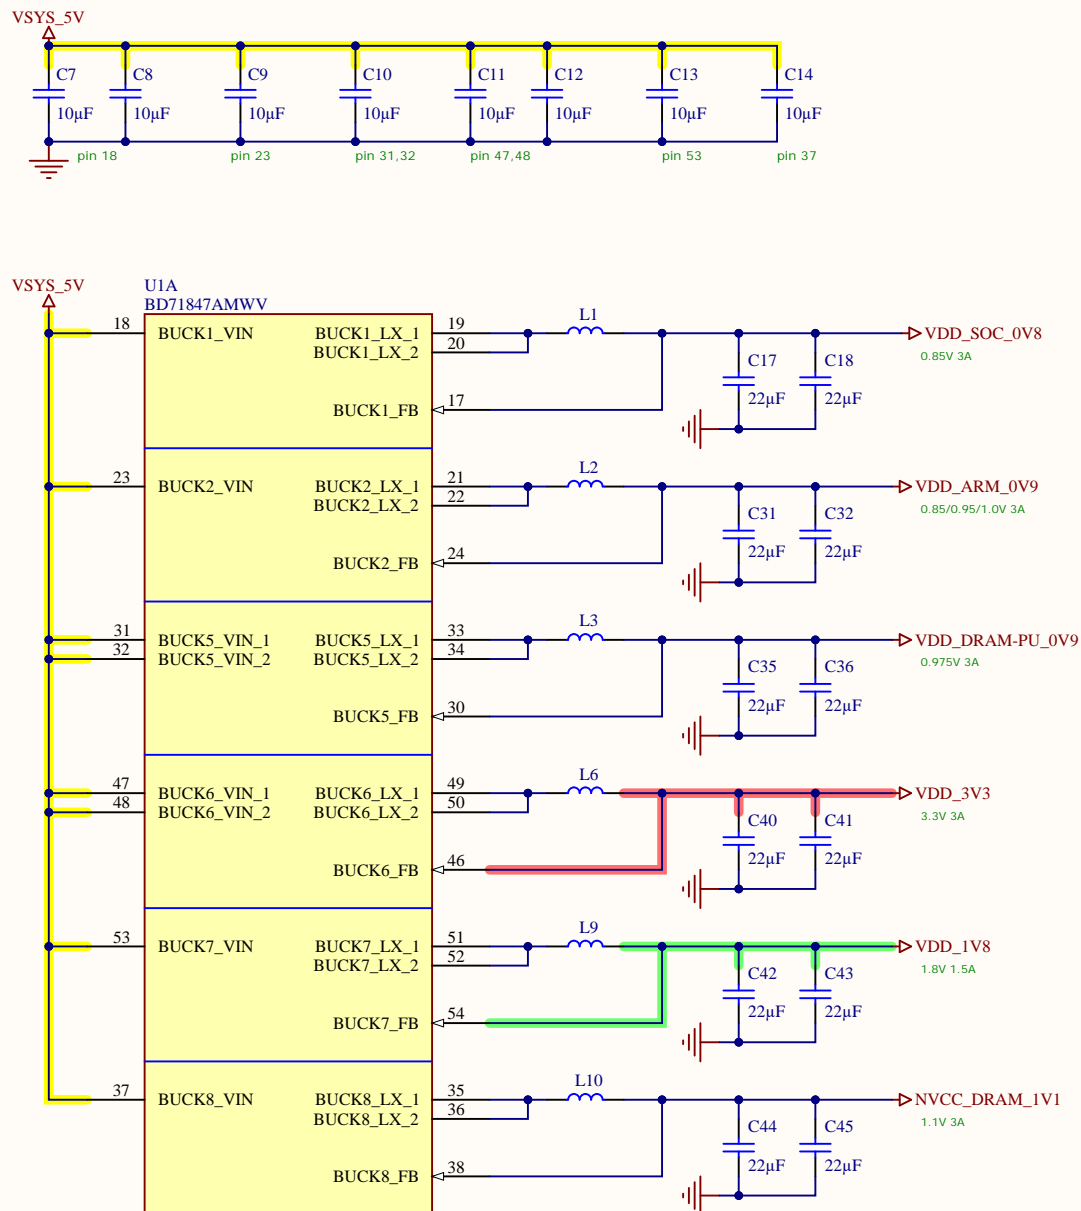 VSYS_5V
C7 C8 C9 C10 C11 C12 C13 C14
10µF 10µF 10µF 10µF 10µF 10µF 10µF 10µF
pin 18 pin 23 pin 31,32 pin 47,48 pin 53 pin 37
VSYS_5V U1A
BD71847AMWV
18 BUCK1_VIN BUCK1_LX_1 19 L1 VDD_SOC_0V8
BUCK1_LX_2 20 0.85V 3A
C17 C18
22µF 22µF
BUCK1_FB 17
23 BUCK2_VIN BUCK2_LX_1 21 L2 VDD_ARM_0V9
BUCK2_LX_2 22 0.85/0.95/1.0V 3A
C31 C32
22µF 22µF
BUCK2_FB 24
31 BUCK5_VIN_1 BUCK5_LX_1 33 L3 VDD_DRAM-PU_0V9
32 BUCK5_VIN_2 BUCK5_LX_2 34 0.975V 3A
C35 C36
22µF 22µF
BUCK5_FB 30
47 BUCK6_VIN_1 BUCK6_LX_1 49 L6 VDD_3V3
48 BUCK6_VIN_2 BUCK6_LX_2 50 3.3V 3A
C40 C41
22µF 22µF
BUCK6_FB 46
53 BUCK7_VIN BUCK7_LX_1 51 L9 VDD_1V8
BUCK7_LX_2 52 1.8V 1.5A
C42 C43
22µF 22µF
BUCK7_FB 54
37 BUCK8_VIN BUCK8_LX_1 35 L10 NVCC_DRAM_1V1
BUCK8_LX_2 36 1.1V 3A
C44 C45
22µF 22µF
BUCK8_FB 38